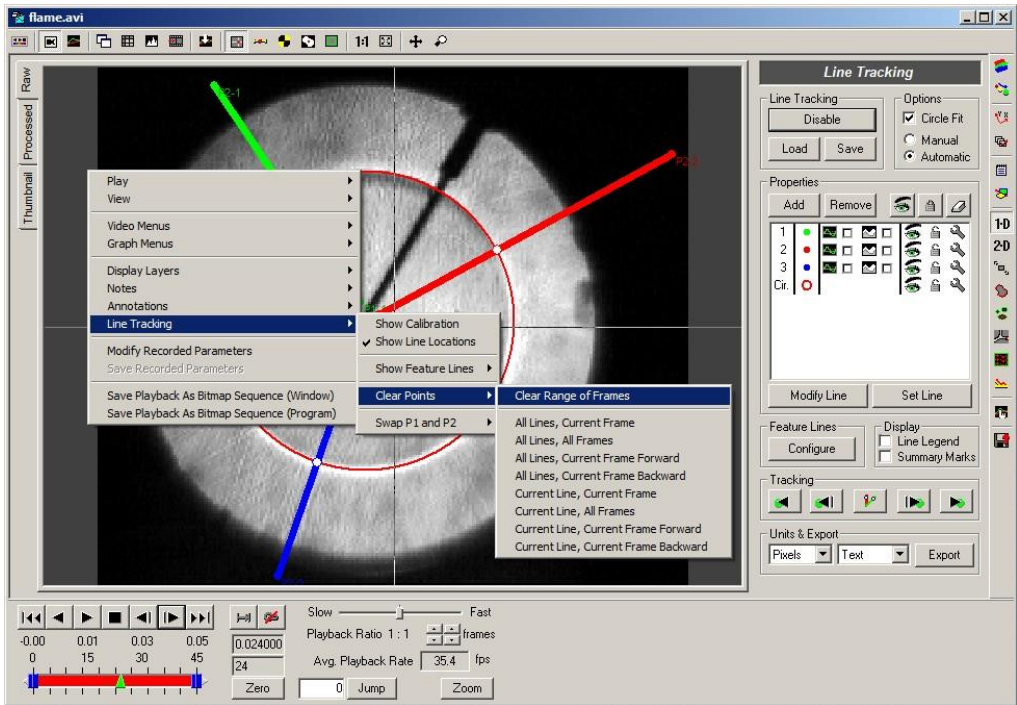 flame.avi
1:1
Raw
Processed
Thumbnail
P2-1
P2-2
Play
View
Video Menus
Graph Menus
Display Layers
Notes
Annotations
Line Tracking
Modify Recorded Parameters
Save Recorded Parameters
Save Playback As Bitmap Sequence (Window)
Save Playback As Bitmap Sequence (Program)
Show Calibration
Show Line Locations
Show Feature Lines
Clear Points
Swap P1 and P2
Clear Range of Frames
All Lines, Current Frame
All Lines, All Frames
All Lines, Current Frame Forward
All Lines, Current Frame Backward
Current Line, Current Frame
Current Line, All Frames
Current Line, Current Frame Forward
Current Line, Current Frame Backward
Line Tracking
Line Tracking
Disable
Load Save
Options
Circle Fit
Manual
Automatic
Properties
Add Remove
1
2
3
Cir.
Modify Line Set Line
Feature Lines
Configure
Display
Line Legend
Summary Marks
Tracking
Units & Export
Pixels Text Export
1-D
2-D
-0.00 0.01 0.03 0.05
0 15 30 45
0.024000
24
Zero
Slow Fast
Playback Ratio 1 : 1 frames
Avg. Playback Rate 35.4 fps
0 Jump Zoom